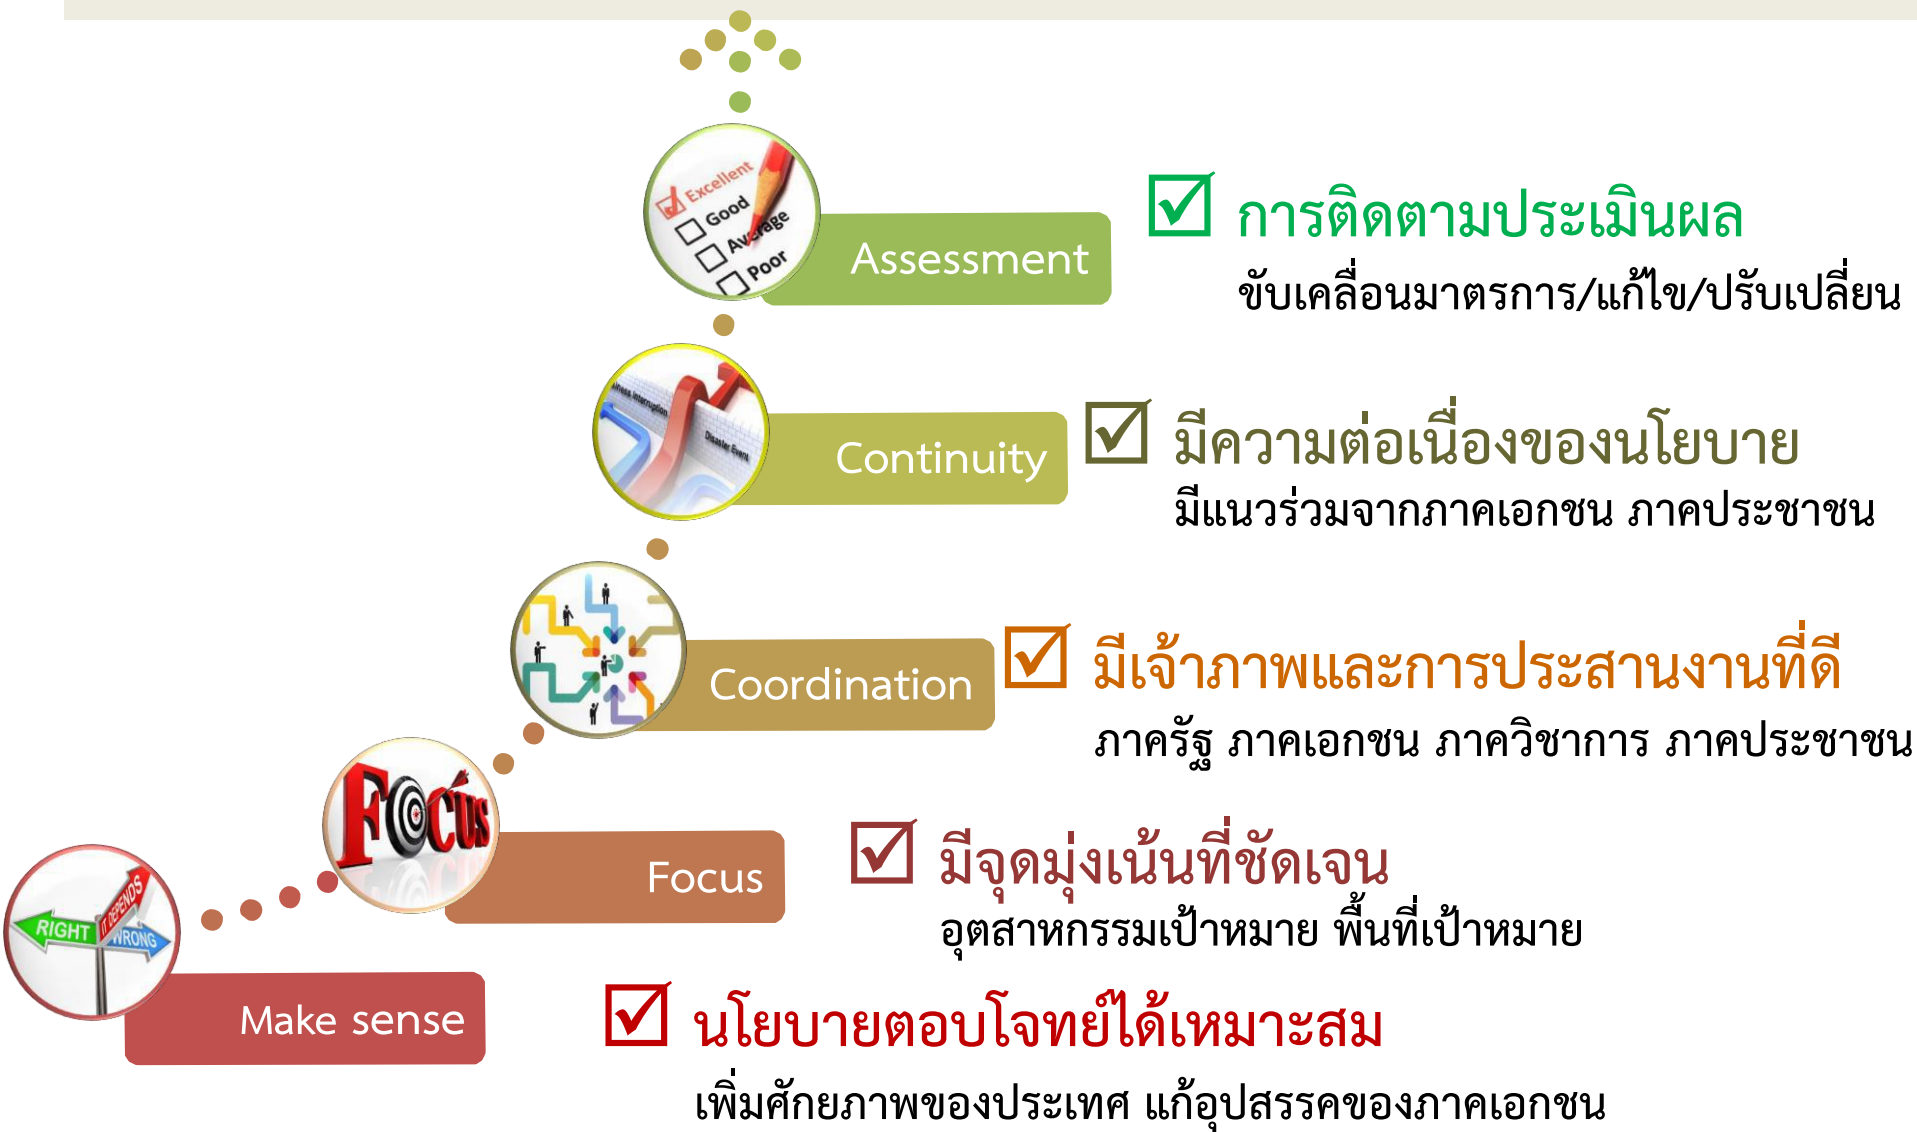 Excellent
Good
Average
Poor
Assessment
การติดตามประเมินผล
ขับเคลื่อนมาตรการ/แก้ไข/ปรับเปลี่ยน
Interruption
Disaster Event
Continuity
มีความต่อเนื่องของนโยบาย
มีแนวร่วมจากภาคเอกชน ภาคประชาชน
Coordination
มีเจ้าภาพและการประสานงานที่ดี
ภาครัฐ ภาคเอกชน ภาควิชาการ ภาคประชาชน
FOCUS
Focus
มีจุดมุ่งเน้นที่ชัดเจน
อุตสาหกรรมเป้าหมาย พื้นที่เป้าหมาย
RIGHT
IT DEPENDS
WRONG
Make sense
นโยบายตอบโจทย์ได้เหมาะสม
เพิ่มศักยภาพของประเทศ แก้อุปสรรคของภาคเอกชน